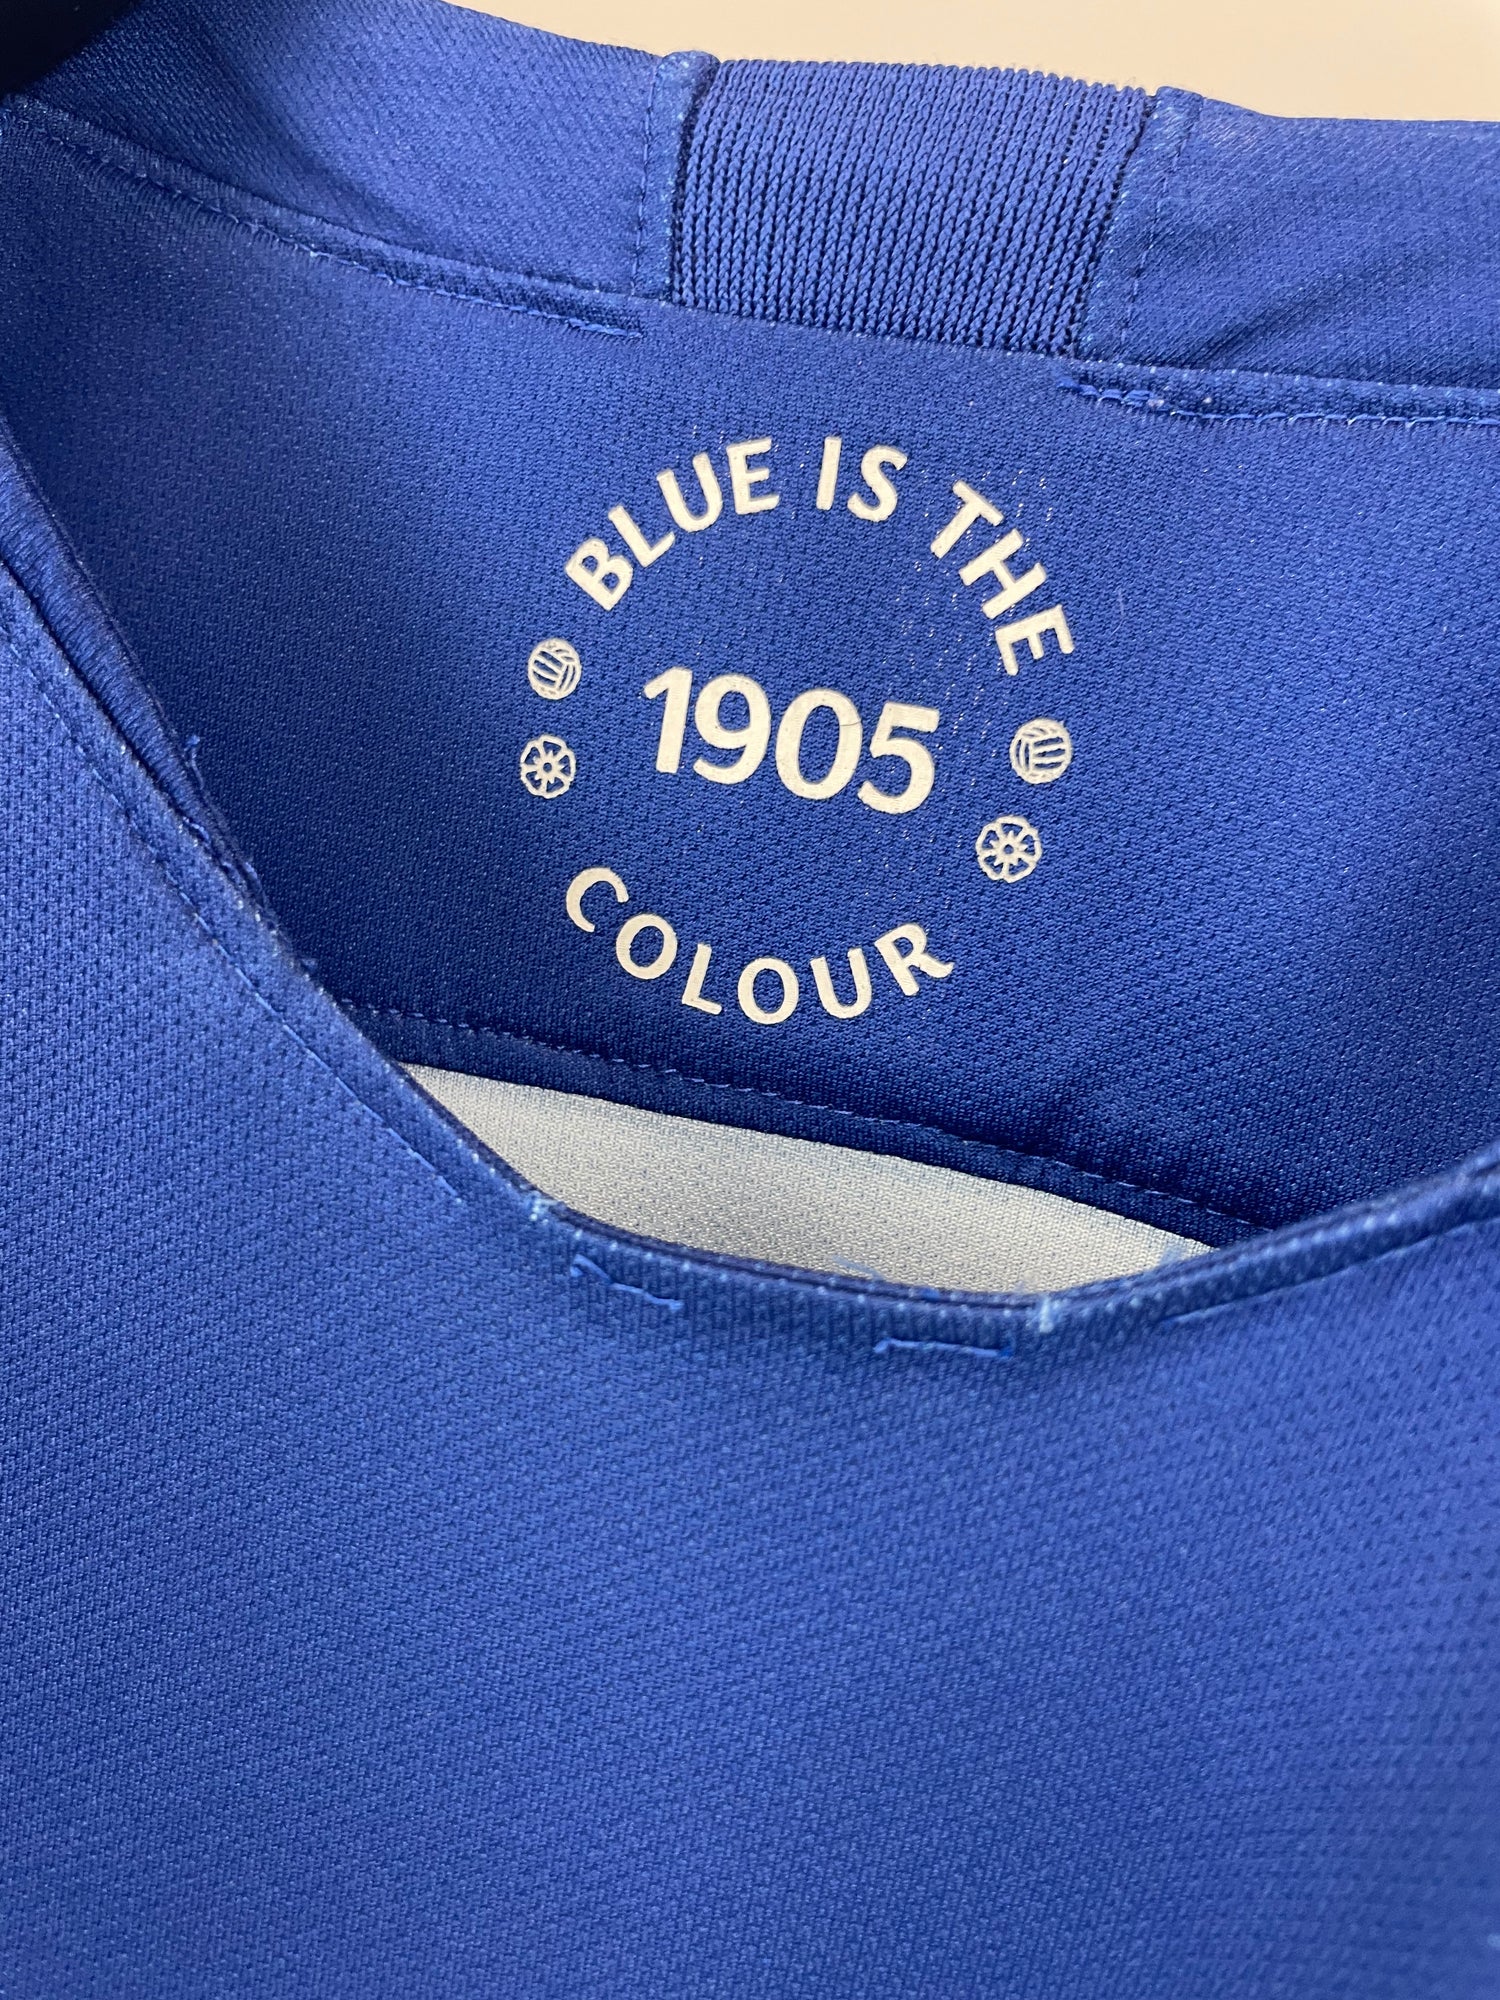 BLUE IS THE
1905
COLOUR